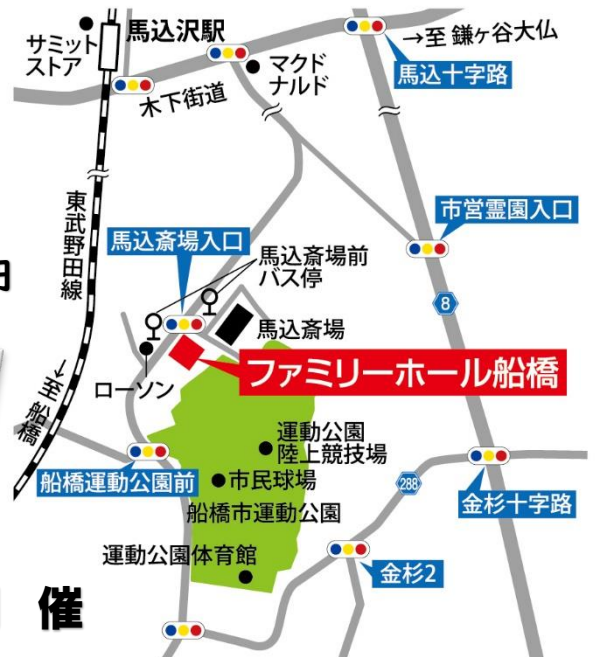 サミット
ストア
馬込沢駅
→至 鎌ヶ谷大仏
マクド
ナルド
馬込十字路
木下街道
東武野田線
市営霊園入口
馬込斎場入口
馬込斎場前
バス停
8
馬込斎場
ファミリーホール船橋
ローソン
→至船橋
運動公園
陸上競技場
船橋運動公園前
市民球場
288
金杉十字路
船橋市運動公園
運動公園体育館
金杉2
催